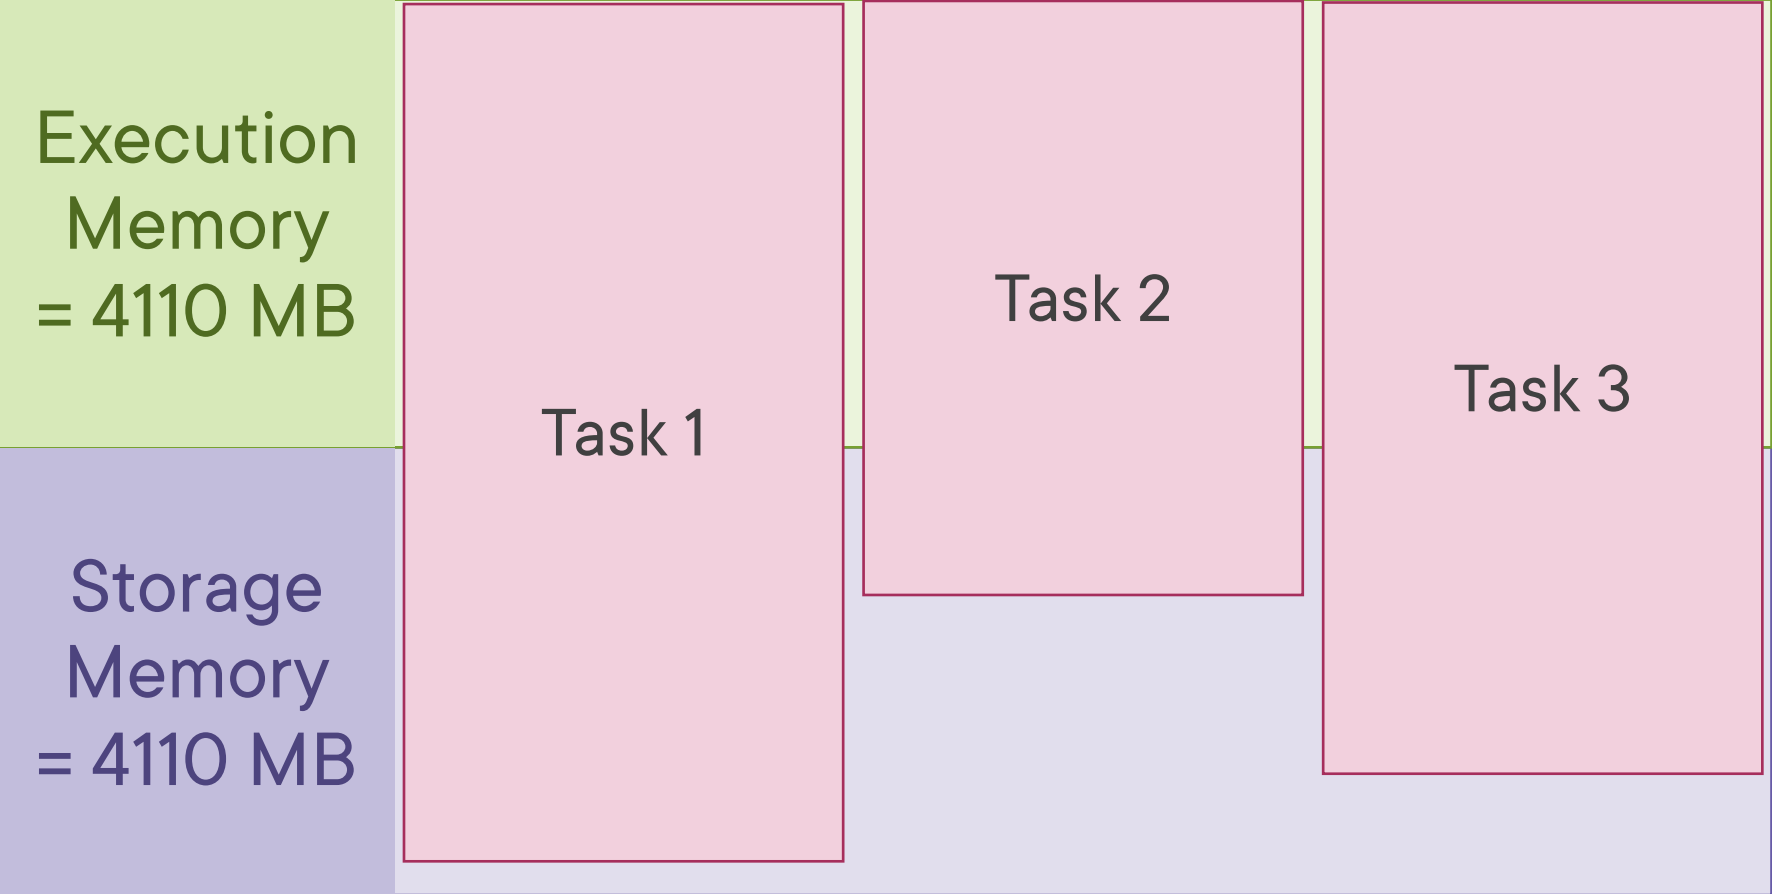 Execution
Memory
= 4110 MB
Task 1
Task 2
Task 3
Storage
Memory
= 4110 MB